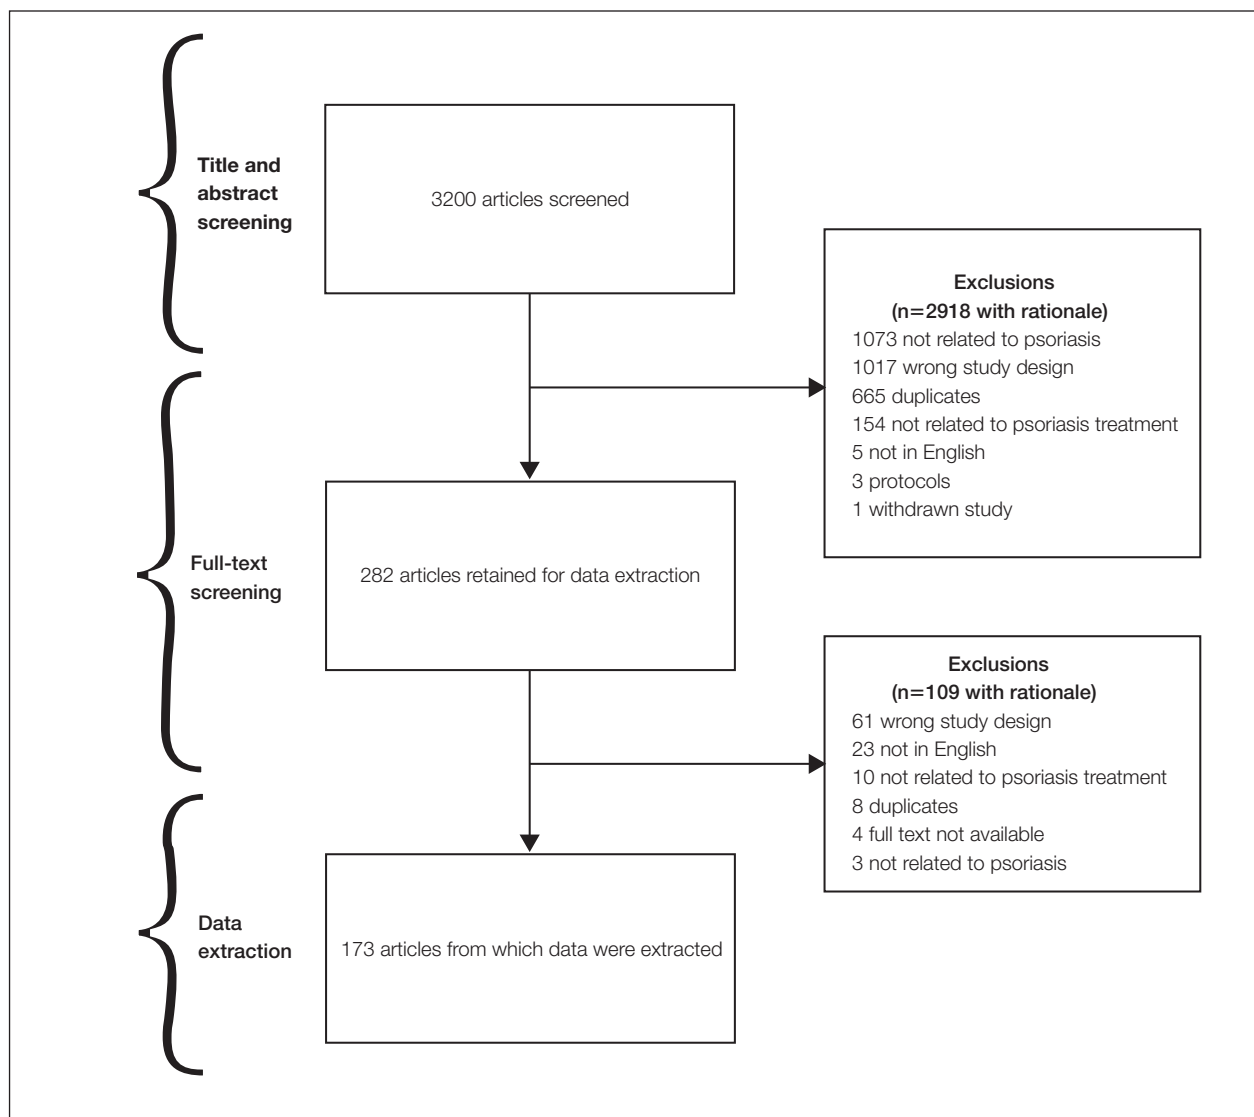 Title and
abstract
screening
3200 articles screened
Exclusions
(n=2918 with rationale)
1073 not related to psoriasis
1017 wrong study design
665 duplicates
154 not related to psoriasis treatment
5 not in English
3 protocols
1 withdrawn study
Full-text
screening
282 articles retained for data extraction
Exclusions
(n=109 with rationale)
61 wrong study design
23 not in English
10 not related to psoriasis treatment
8 duplicates
4 full text not available
3 not related to psoriasis
Data
extraction
173 articles from which data were extracted